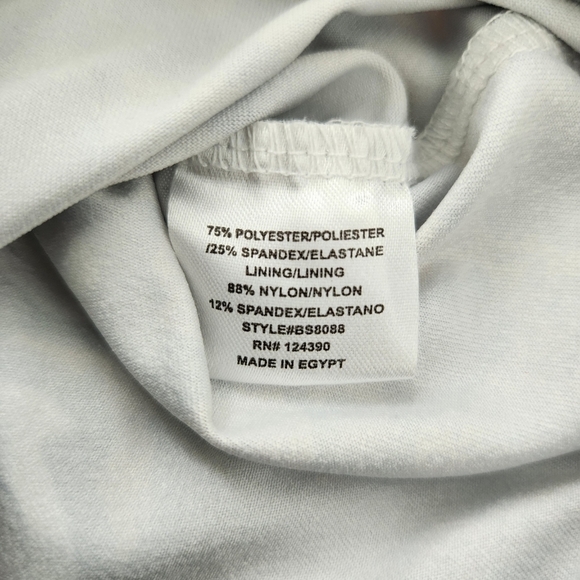 75% POLYESTER/POLIESTER
/25% SPANDEX/ELASTANE
LINING/LINING
88% NYLON/NYLON
12% SPANDEX/ELASTANO
STYLE#BS8088
RN# 124390
MADE IN EGYPT